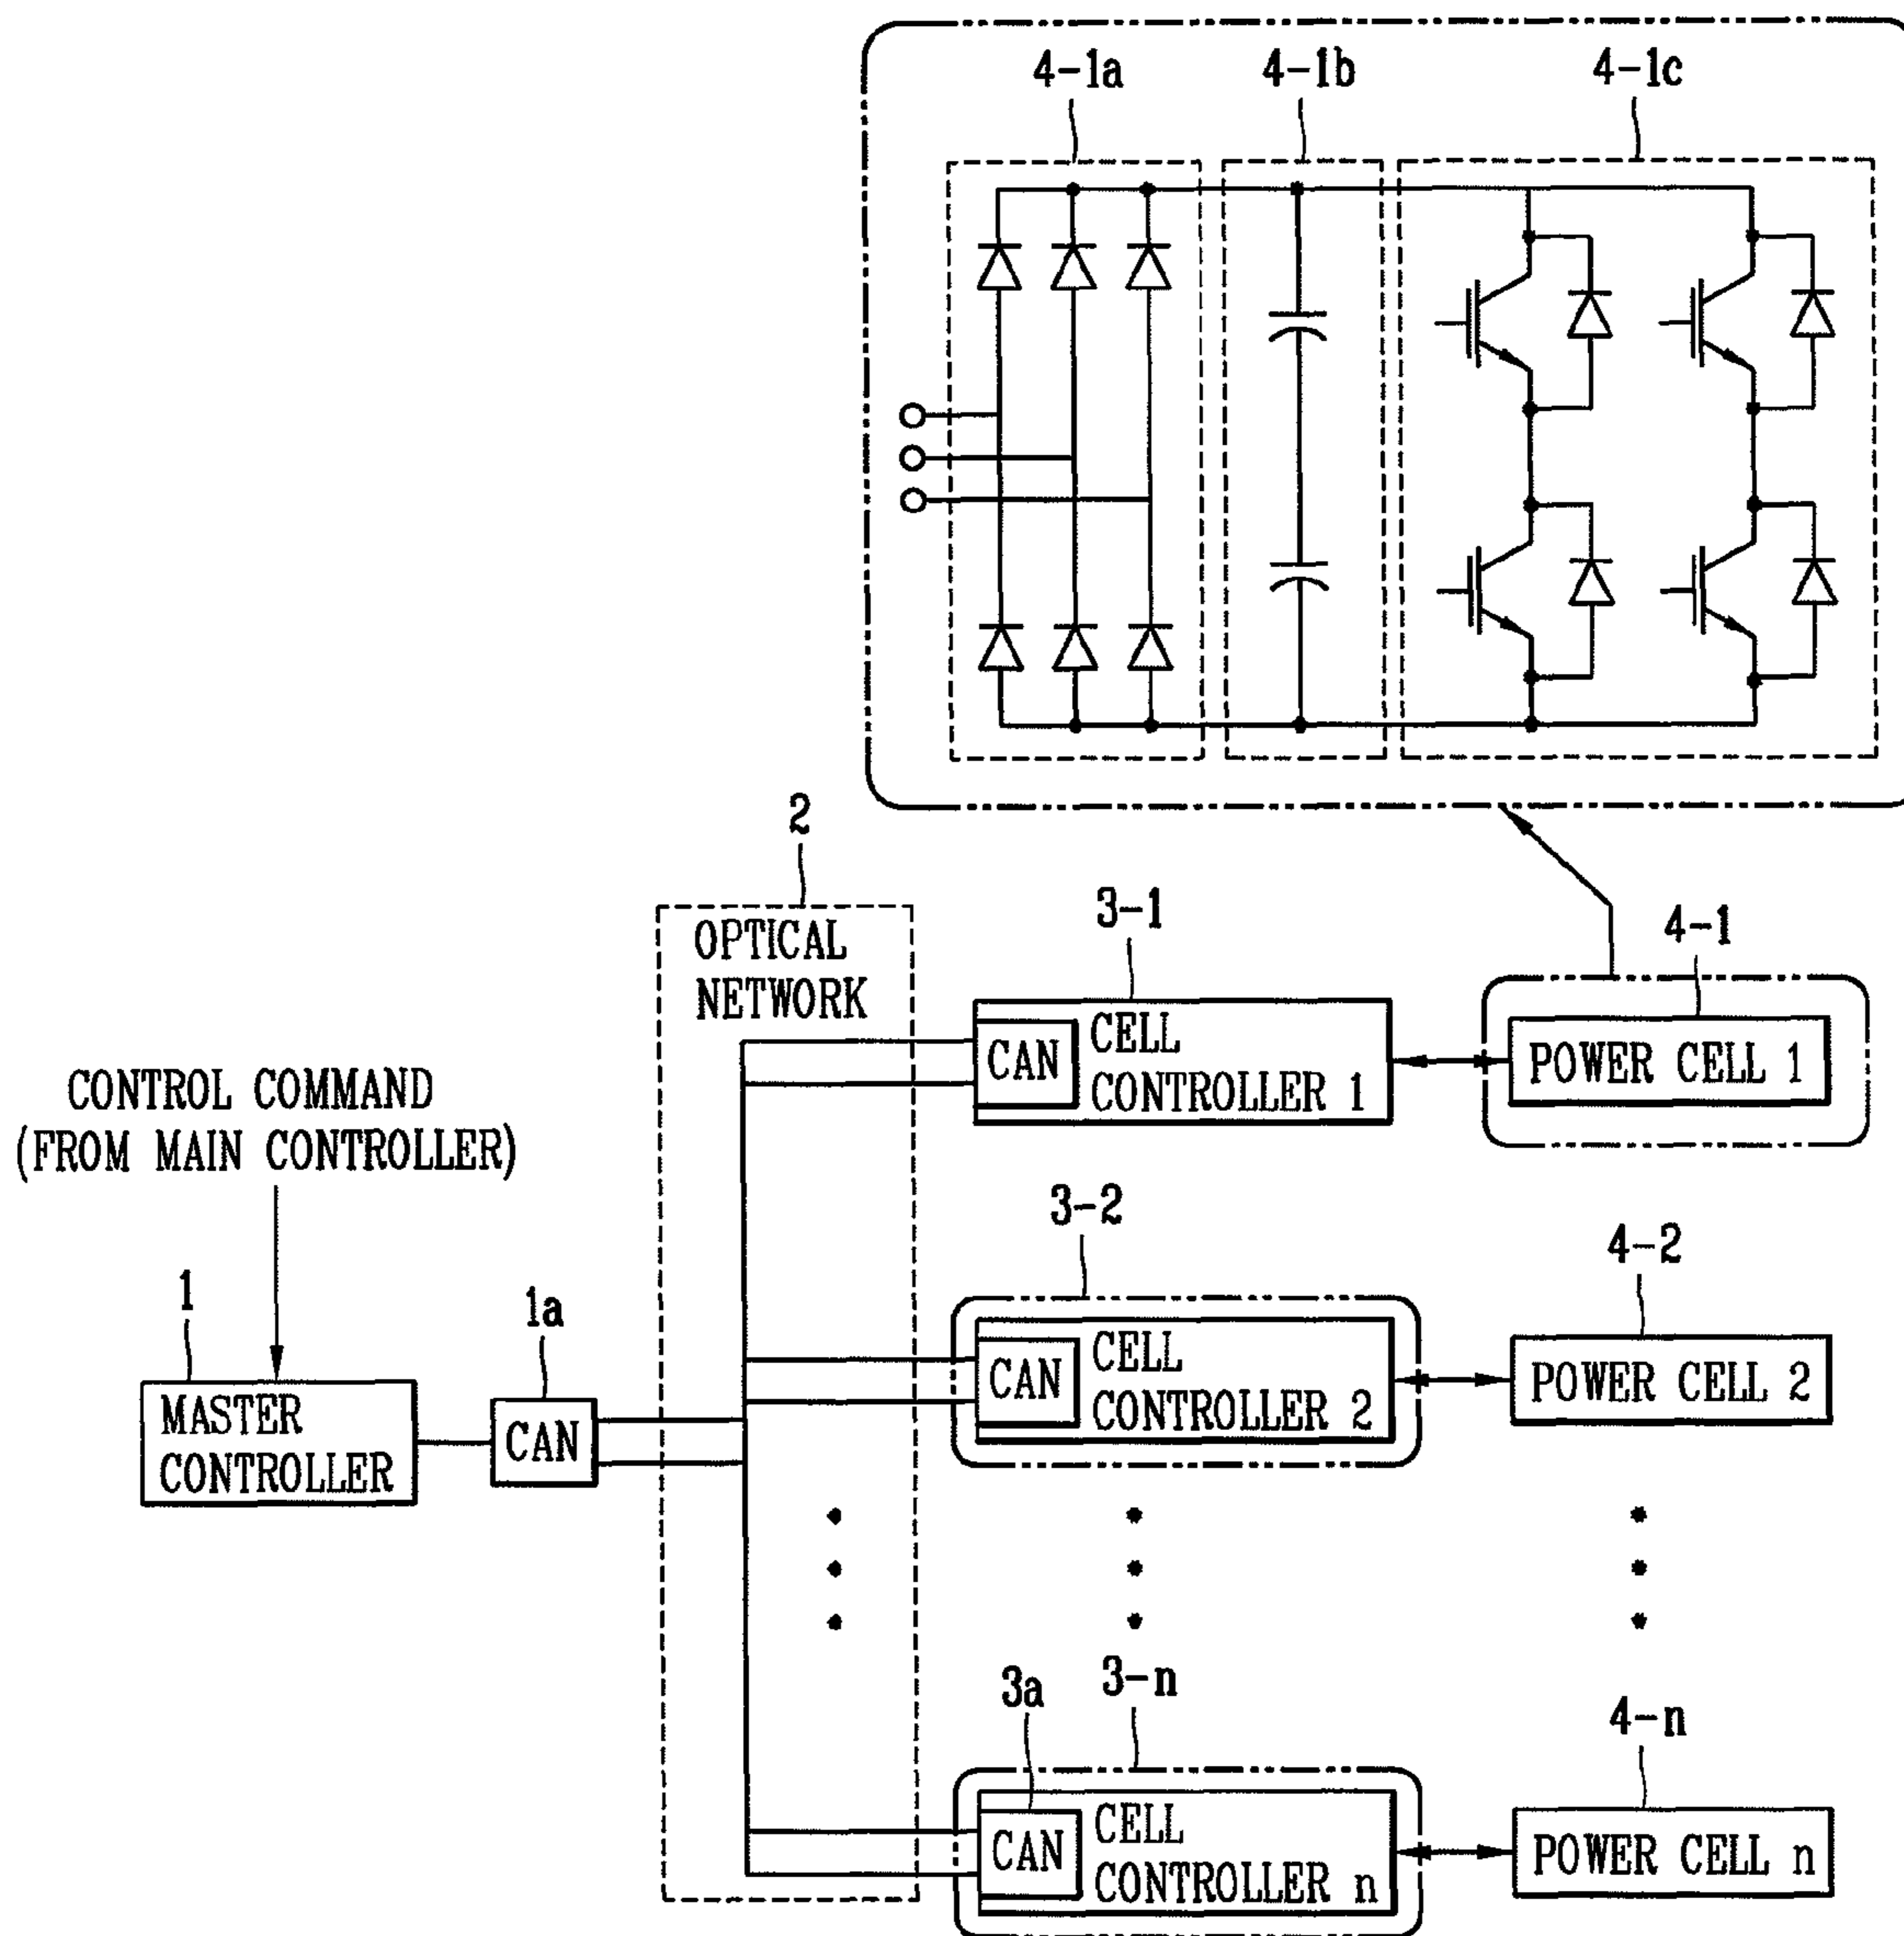 4-1a
4-1b
4-1c
2
OPTICAL
NETWORK
3-1
4-1
CAN
CELL
CONTROLLER 1
POWER CELL 1
CONTROL COMMAND
(FROM MAIN CONTROLLER)
3-2
4-2
1
1a
CAN
CELL
CONTROLLER 2
POWER CELL 2
MASTER
CONTROLLER
CAN
3a
3-n
4-n
CAN
CELL
CONTROLLER n
POWER CELL n